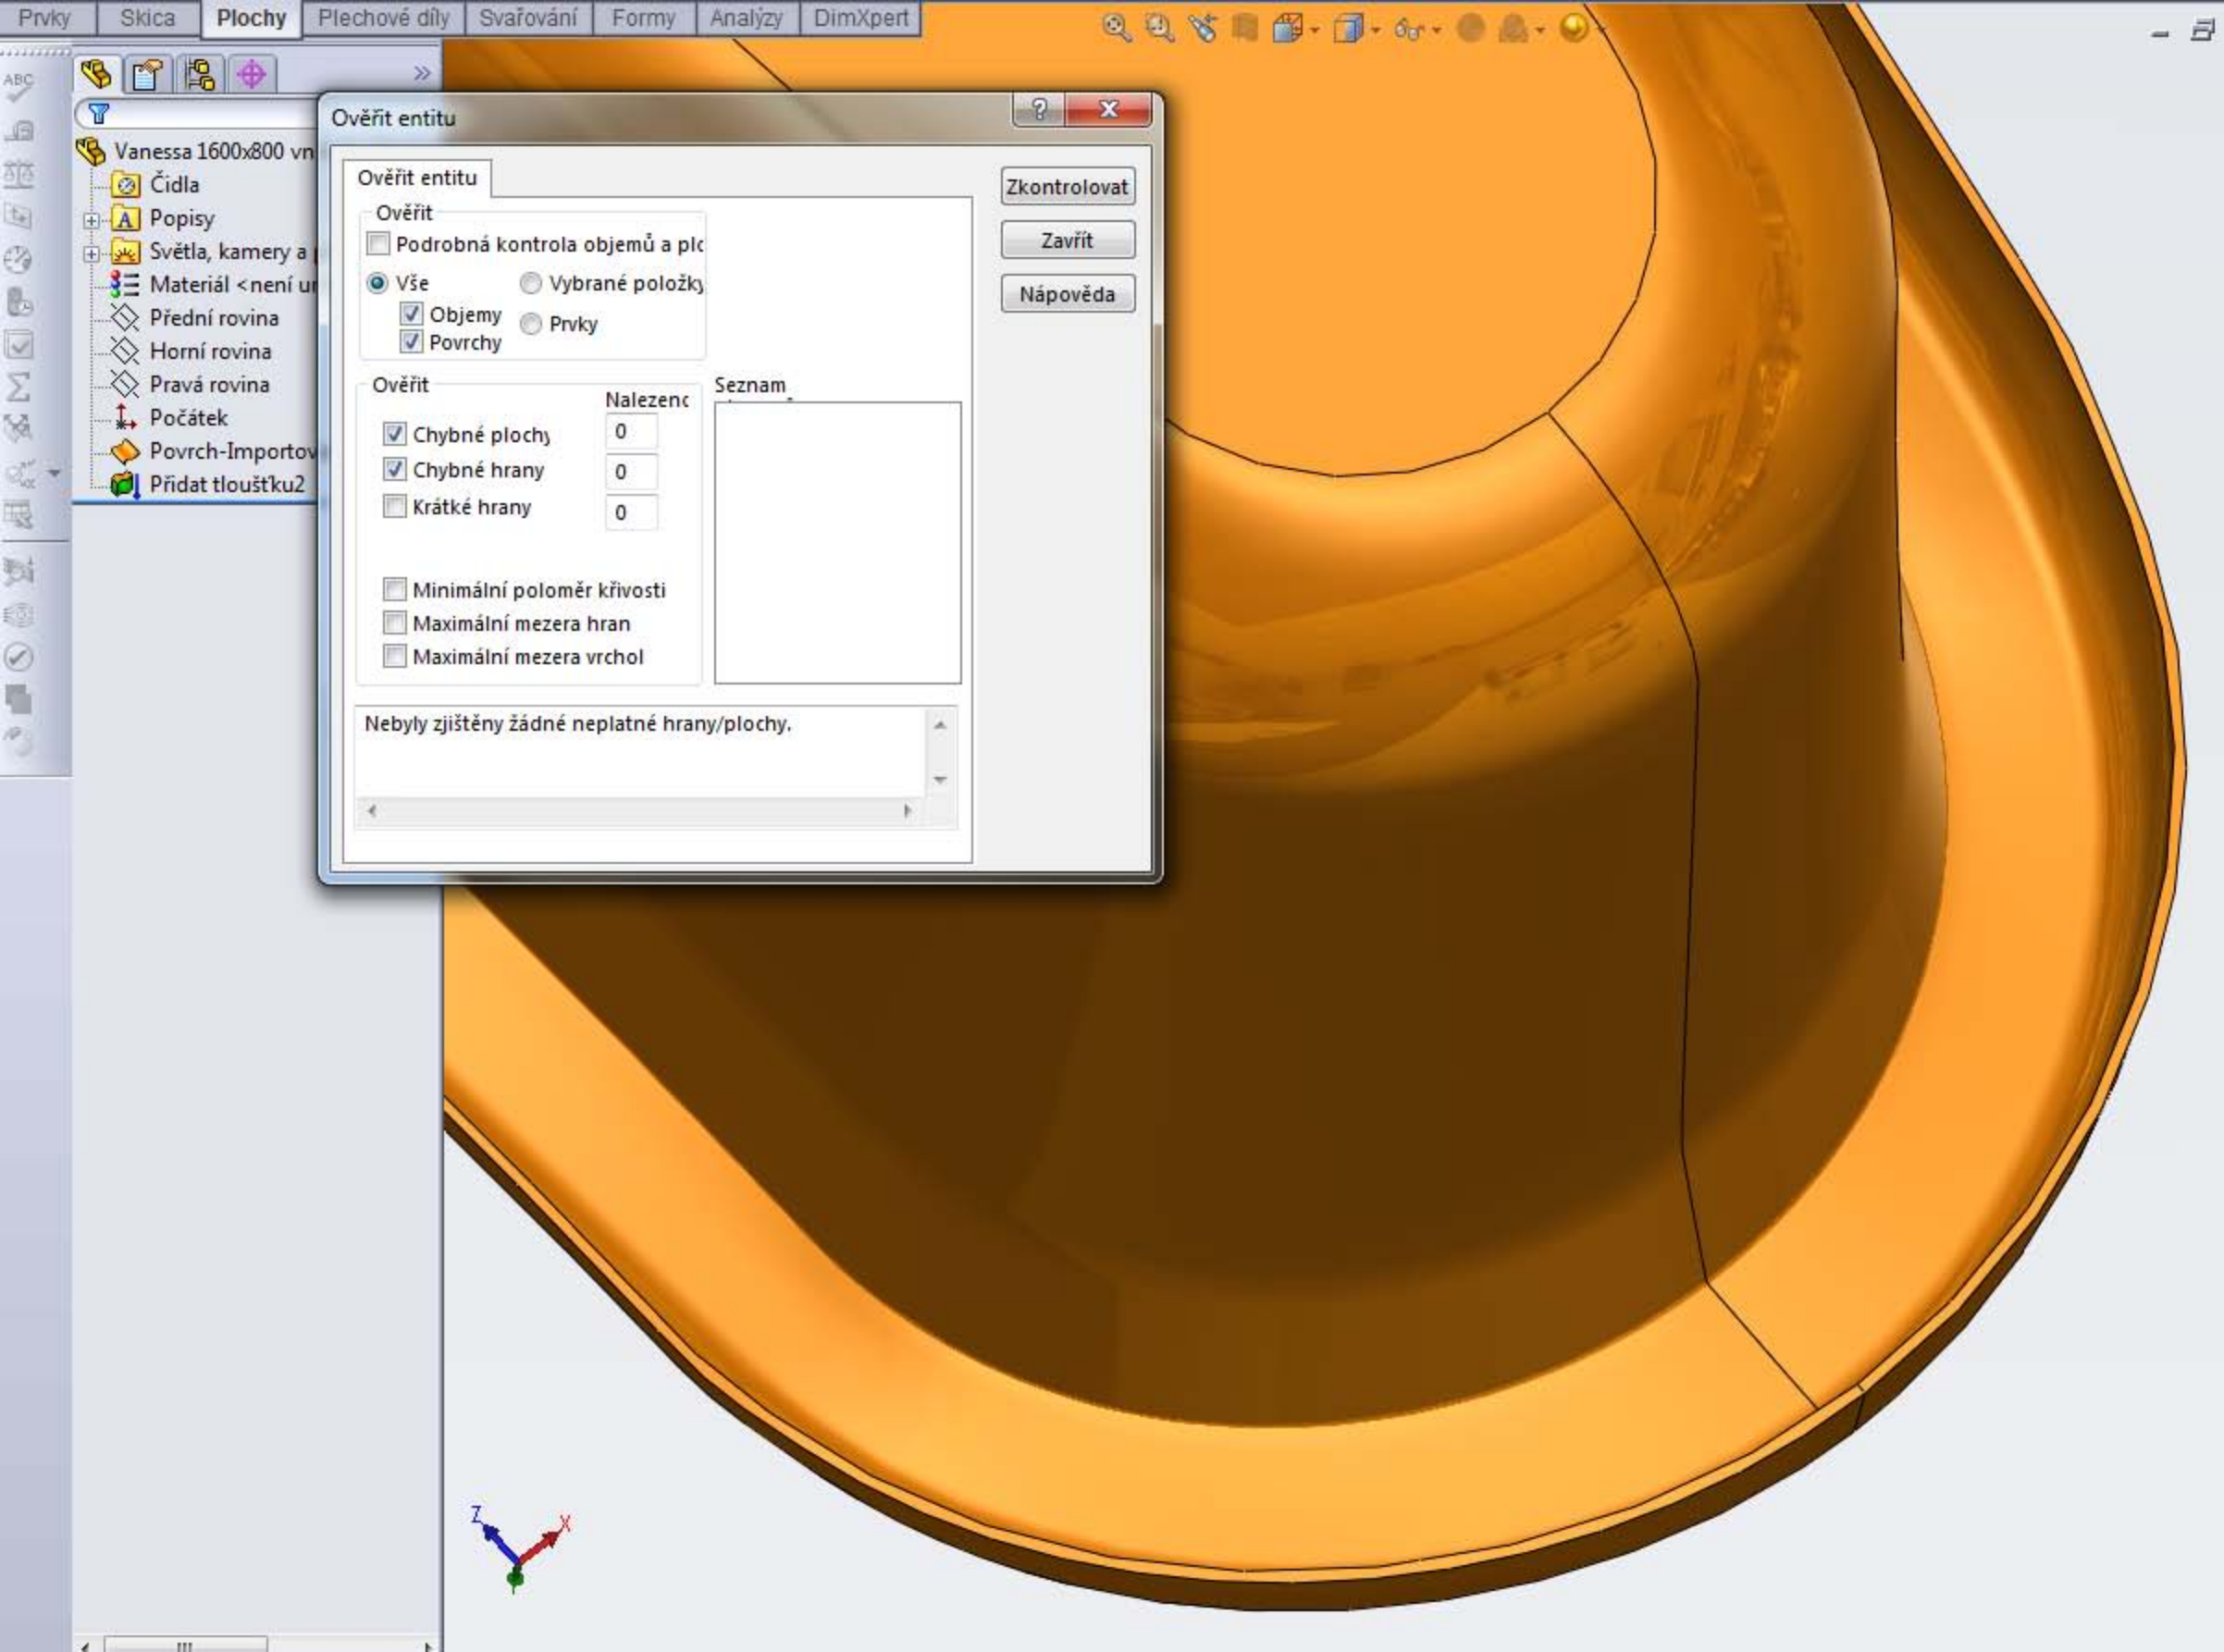 Prvky Skica Plochy Plechové díly Svařování Formy Analýzy DimXpert
ABC
Vanessa 1600x800 vn
Čidla
A Popisy
Světla, kamery a
Materiál <není ur
Přední rovina
Horní rovina
Pravá rovina
Počátek
Povrch-Importov
Přidat tloušťku2
Ověřit entitu
?
Ověřit entitu
Ověřit
Podrobná kontrola objemů a plo
Vše
Vybrané položky
Objemy
Prvky
Povrchy
Zkontrolovat
Zavřít
Nápověda
Ověřit
Nalezeno
Seznam
Chybné plochy 0
Chybné hrany 0
Krátké hrany 0
Minimální poloměr křivosti
Maximální mezera hran
Maximální mezera vrchol
Nebyly zjištěny žádné neplatné hrany/plochy.
Z
X
Y